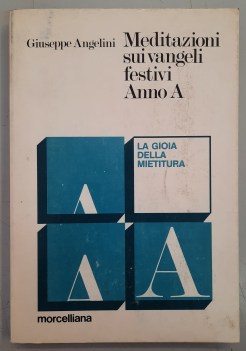 Giuseppe Angelini
Meditazioni
sui vangeli
festivi
Anno A
LA GIOIA
DELLA
MIETITURA
A
A
A
morcelliana